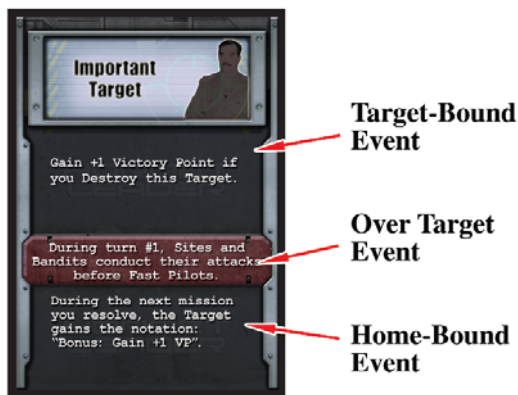 Important
Target
Gain +1 Victory Point if
you Destroy this Target.
During turn #1, Sites and
Bandits conduct their attacks
before Fast Pilots.
During the next mission
you resolve, the Target
gains the notation:
"Bonus: Gain +1 VP".
Target-Bound
Event
Over Target
Event
Home-Bound
Event